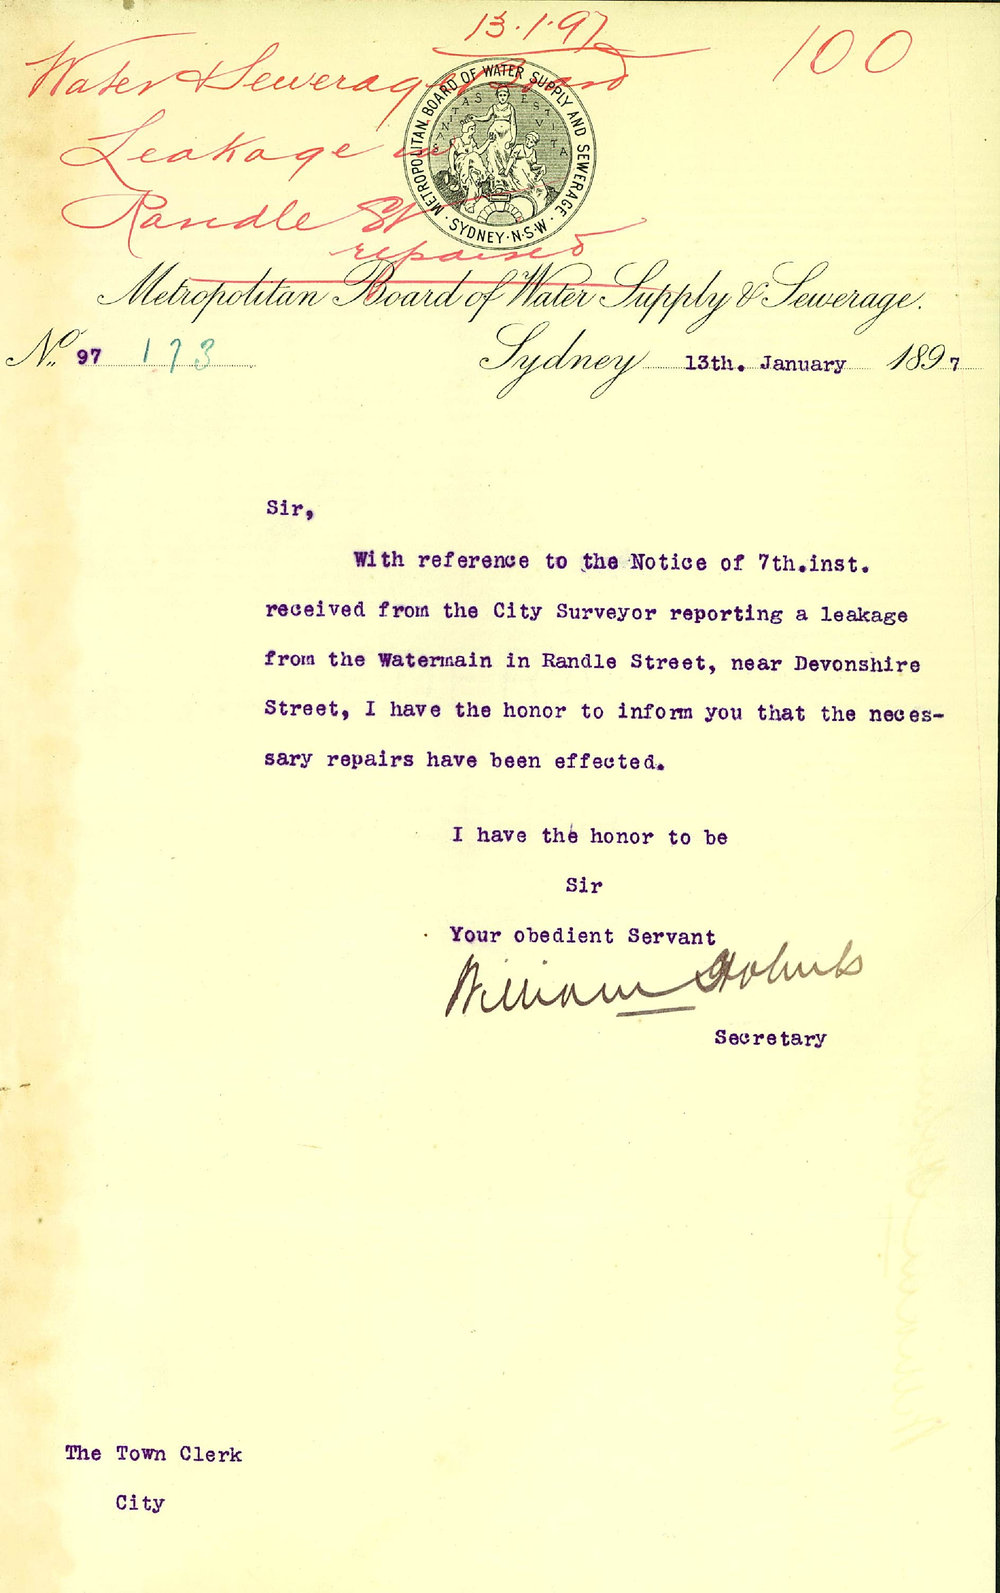 13.1.97
100
Water & Sewerage Board
Leakage in
Randle St
repaired
METROPOLITAN BOARD OF WATER SUPPLY AND SEWERAGE.
SANITAS EST VITA
· SYDNEY · N·S·W ·
Metropolitan Board of Water Supply & Sewerage.
No. 97 173
Sydney 13th. January 1897
Sir,
With reference to the Notice of 7th.inst.
received from the City Surveyor reporting a leakage
from the Watermain in Randle Street, near Devonshire
Street, I have the honor to inform you that the neces-
sary repairs have been effected.
I have the honor to be
Sir
Your obedient Servant
William Holmes
Secretary
The Town Clerk
City